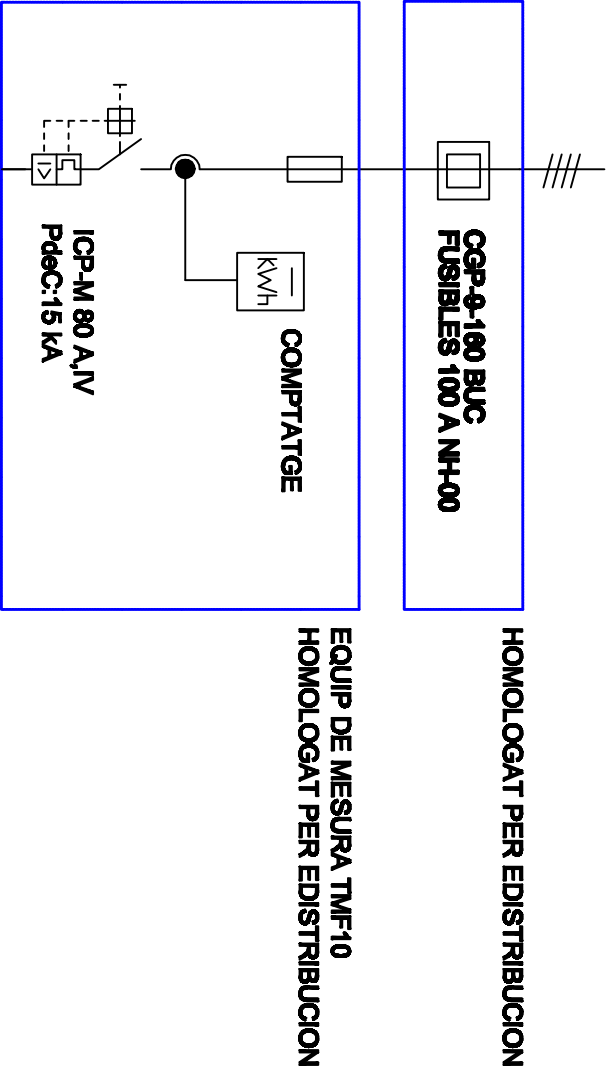 HOMOLOGAT PER EDISTRIBUCION
CGP-9-160 BUC
FUSIBLES 100 A NH-00
EQUIP DE MESURA TMF10
HOMOLOGAT PER EDISTRIBUCION
kWh
COMPTATGE
ICP-M 80 A,IV
PdeC:15 kA
I>